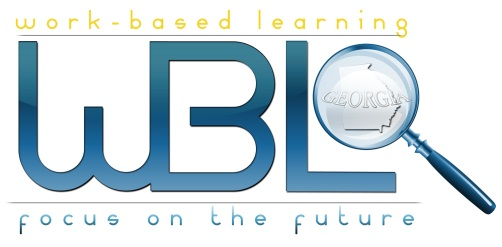 work-based learning
WBL
GEORGIA
focus on the future